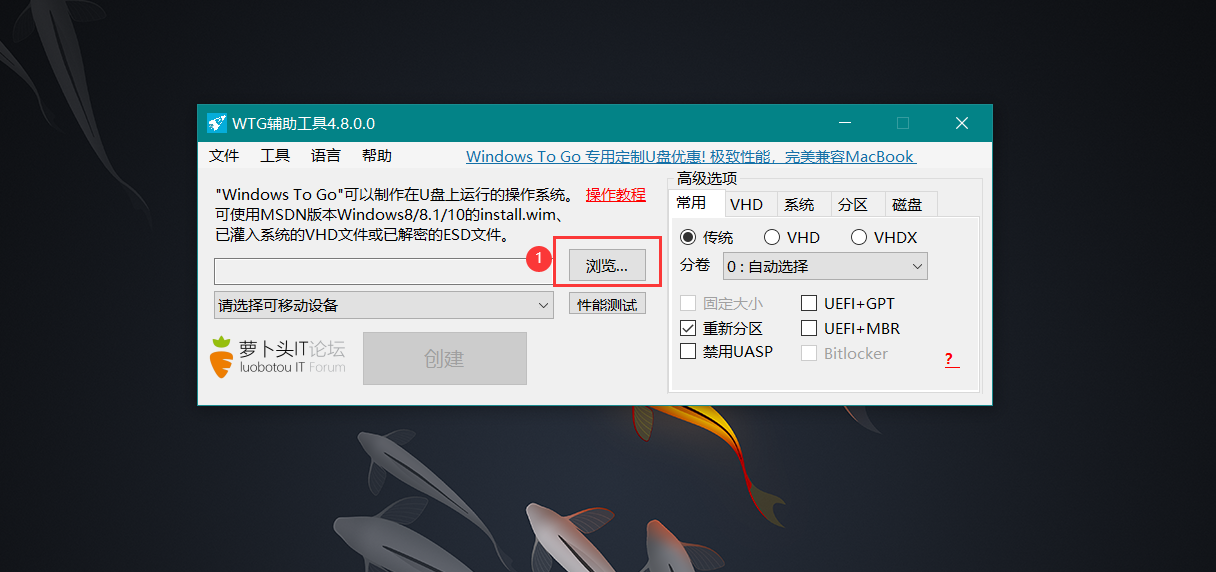 WTG辅助工具4.8.0.0
文件 工具 语言 帮助
Windows To Go 专用定制U盘优惠! 极致性能，完美兼容MacBook
"Windows To Go"可以制作在U盘上运行的操作系统。 操作教程
可使用MSDN版本Windows8/8.1/10的install.wim、
已灌入系统的VHD文件或已解密的ESD文件。
1
浏览...
请选择可移动设备
性能测试
萝卜头IT论坛
luobotou IT Forum
创建
高级选项
常用 VHD 系统 分区 磁盘
传统 VHD VHDX
分卷 0 : 自动选择
固定大小 UEFI+GPT
重新分区 UEFI+MBR
禁用UASP Bitlocker
?